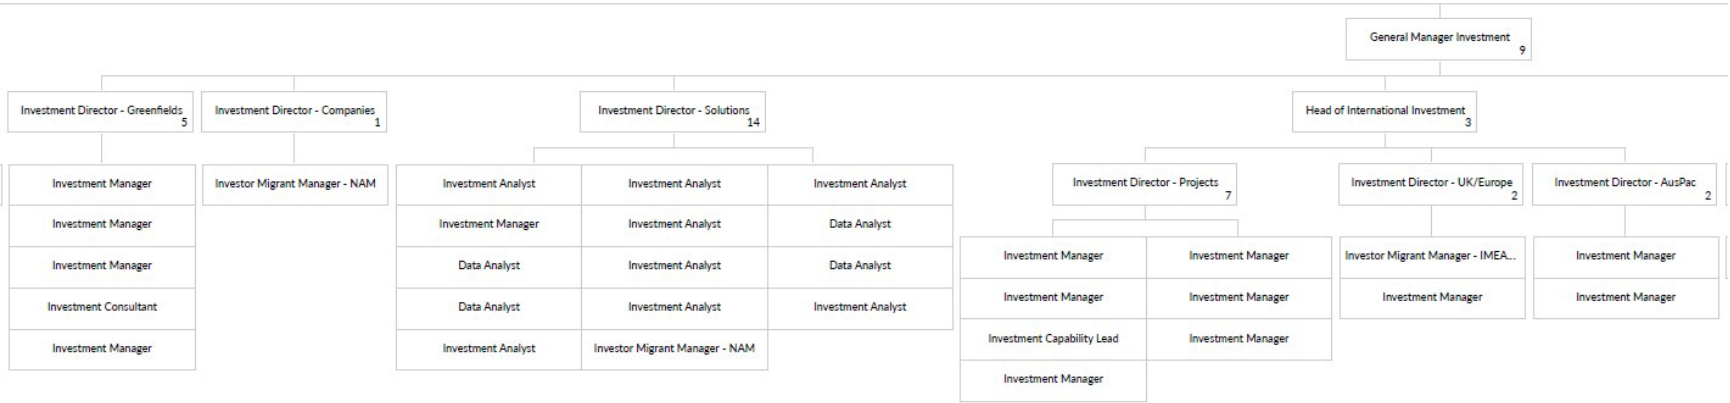 General Manager Investment
9
Investment Director - Greenfields
5
Investment Director - Companies
1
Investment Director - Solutions
14
Head of International Investment
3
Investment Manager
Investment Manager
Investment Manager
Investment Consultant
Investment Manager
Investor Migrant Manager - NAM
Investment Analyst
Investment Manager
Data Analyst
Data Analyst
Investment Analyst
Investment Analyst
Investment Analyst
Investment Analyst
Investment Analyst
Investor Migrant Manager - NAM
Investment Analyst
Data Analyst
Data Analyst
Investment Analyst
Investment Director - Projects
7
Investment Director - UK/Europe
2
Investment Director - AusPac
2
Investment Manager
Investment Manager
Investment Capability Lead
Investment Manager
Investment Manager
Investment Manager
Investment Manager
Investor Migrant Manager - IMEA...
Investment Manager
Investment Manager
Investment Manager